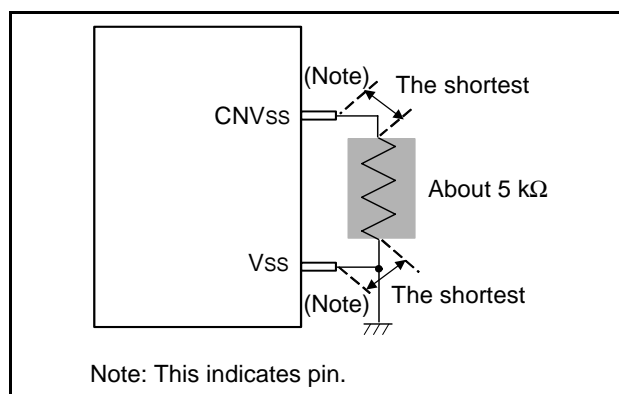 (Note)
The shortest
CNVss
About 5 kΩ
Vss
The shortest
(Note)
Note: This indicates pin.